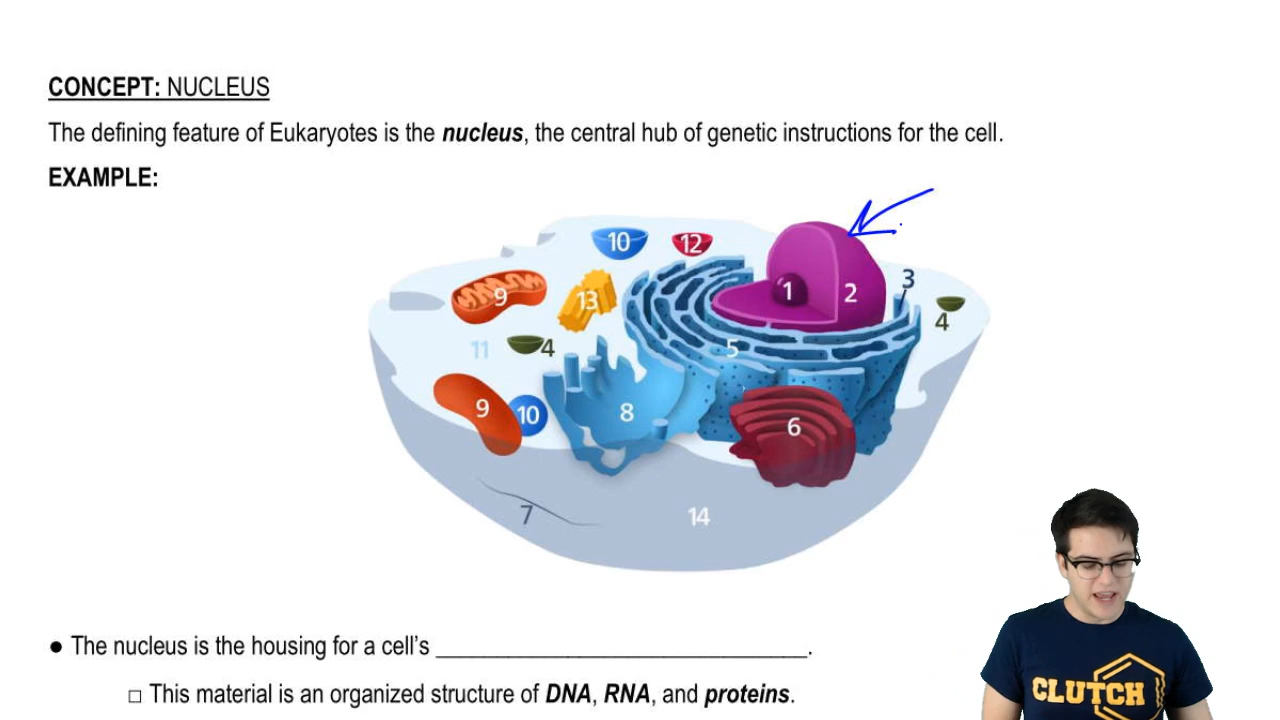 CONCEPT: NUCLEUS
The defining feature of Eukaryotes is the nucleus, the central hub of genetic instructions for the cell.
EXAMPLE:
10
12
9
13
1
2
3
4
11
4
5
9
10
8
6
7
14
● The nucleus is the housing for a cell's ______________________________.
□ This material is an organized structure of DNA, RNA, and proteins.
CLUTCH